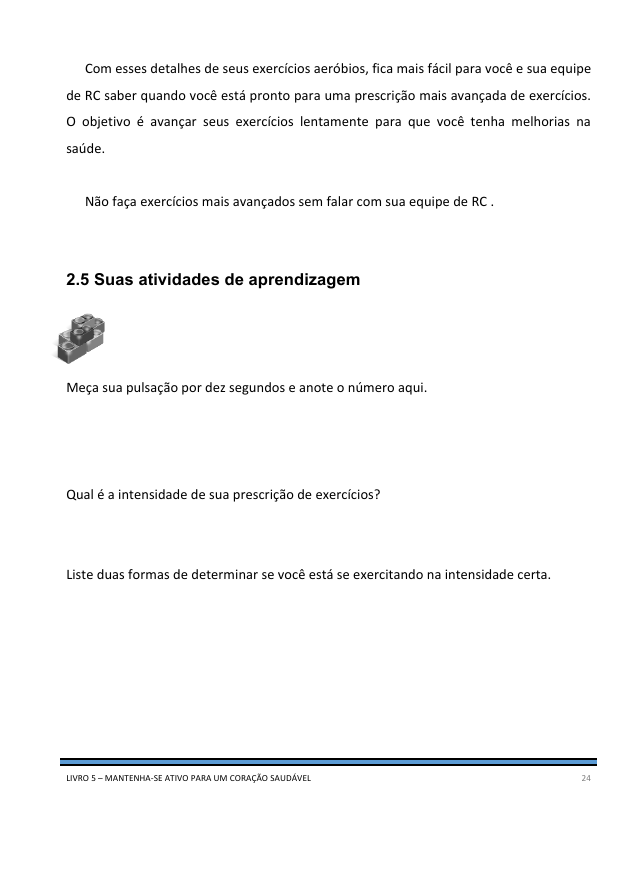 Com esses detalhes de seus exercícios aeróbios, fica mais fácil para você e sua equipe
de RC saber quando você está pronto para uma prescrição mais avançada de exercícios.
O objetivo é avançar seus exercícios lentamente para que você tenha melhorias na
saúde.
Não faça exercícios mais avançados sem falar com sua equipe de RC .
2.5 Suas atividades de aprendizagem
Meça sua pulsação por dez segundos e anote o número aqui.
Qual é a intensidade de sua prescrição de exercícios?
Liste duas formas de determinar se você está se exercitando na intensidade certa.
LIVRO 5 – MANTENHA-SE ATIVO PARA UM CORAÇÃO SAUDÁVEL 24